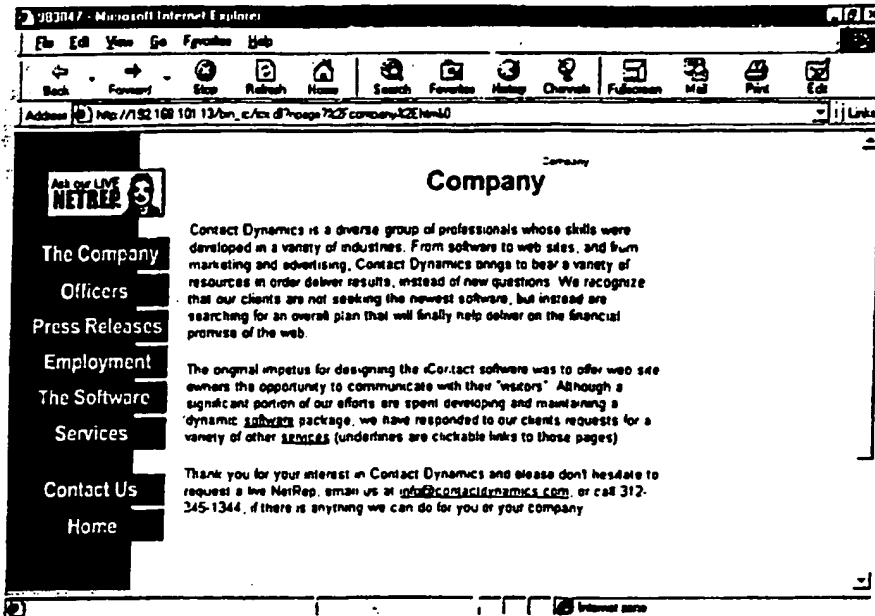 983047 - Microsoft Internet Explorer
File Edit View Go Favorites Help
Back Forward Stop Refresh Home Search Favorites History Channels Fullscreen Mail Print Edit
Address Links
Company
Ask our LIVE
NETREP
Company
Contact Dynamics is a diverse group of professionals whose skills were
developed in a variety of industries. From software to web sites, and from
marketing and advertising, Contact Dynamics brings to bear a variety of
resources in order deliver results, instead of new questions. We recognize
that our clients are not seeking the newest software, but instead are
searching for an overall plan that will finally help deliver on the financial
promise of the web.
The original impetus for designing the iContact software was to offer web site
owners the opportunity to communicate with their "visitors". Although a
significant portion of our efforts are spent developing and maintaining a
dynamic software package, we have responded to our clients requests for a
variety of other services (underlines are clickable links to those pages)
Thank you for your interest in Contact Dynamics and please don't hesitate to
request a live NetRep, email us at info@contactdynamics.com, or call 312-
345-1344, if there is anything we can do for you or your company
The Company
Officers
Press Releases
Employment
The Software
Services
Contact Us
Home
Internet zone